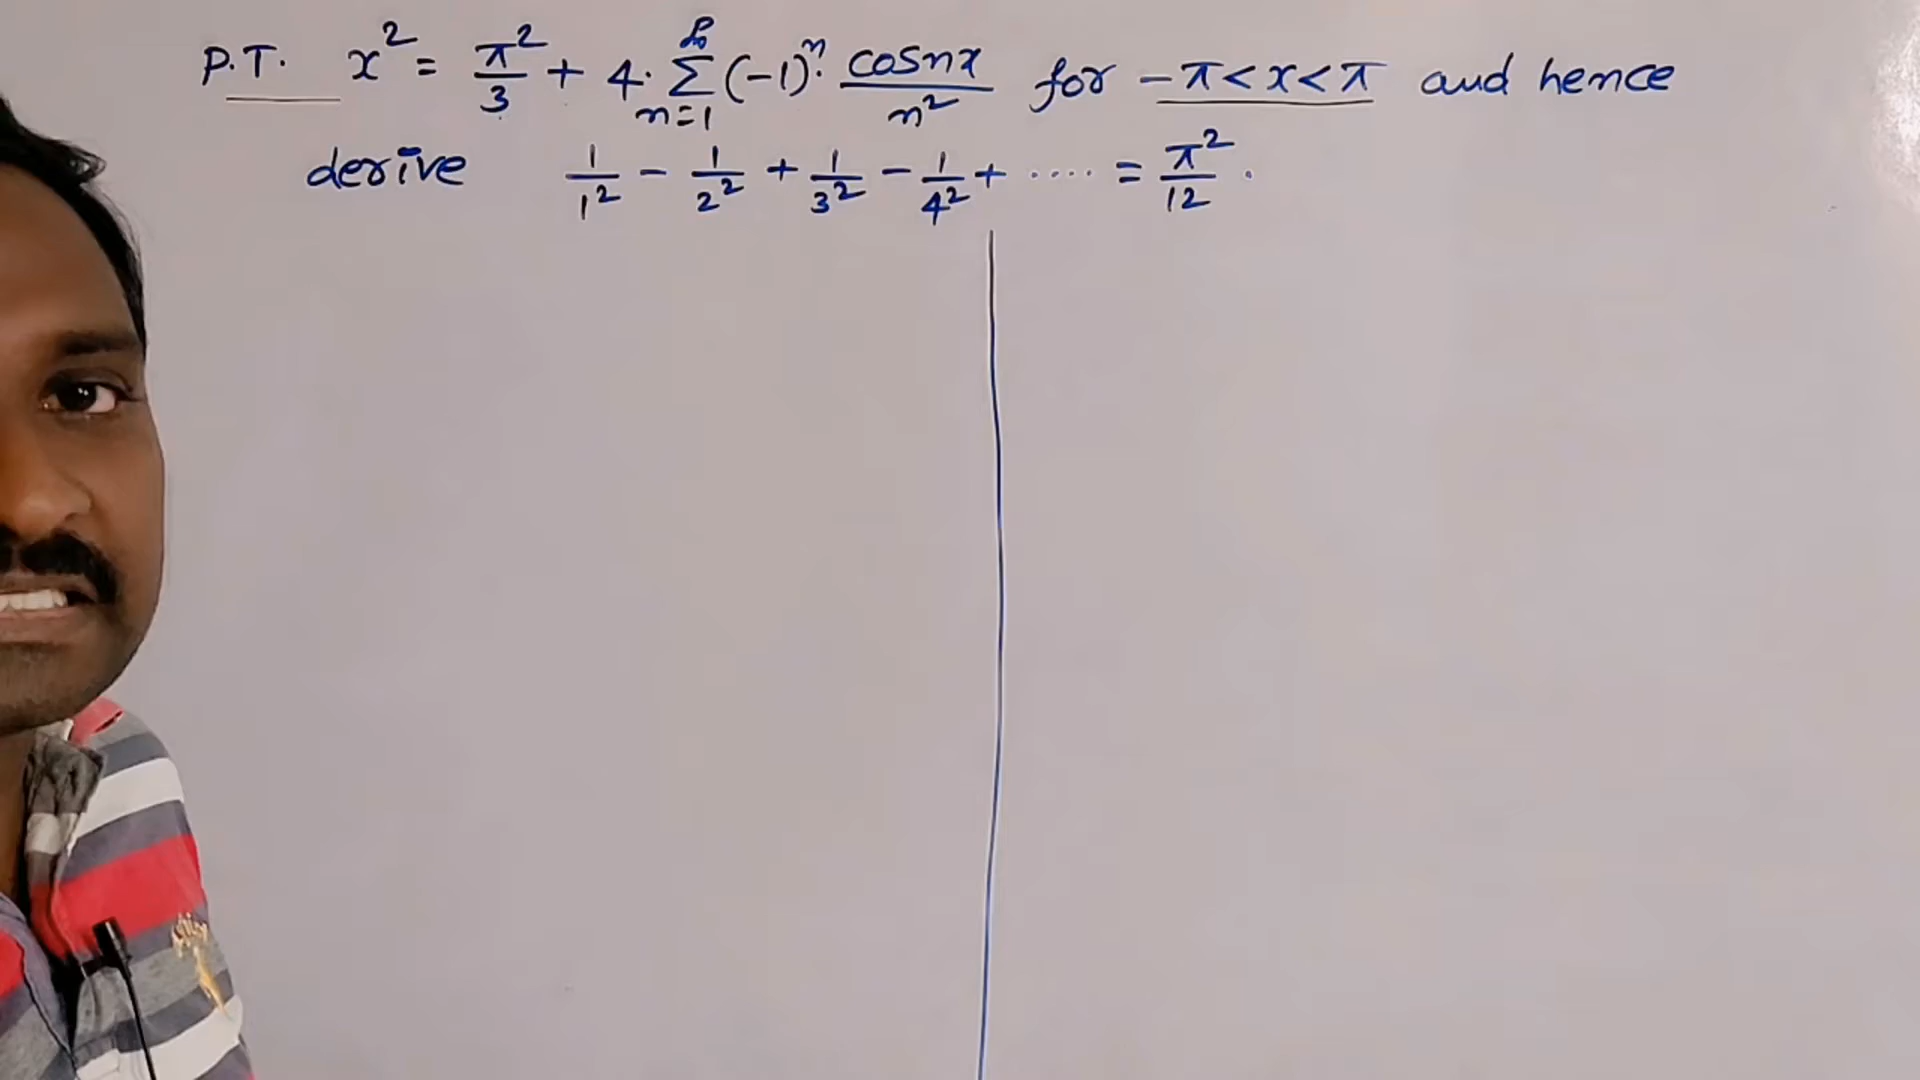 P.T. x² = π²/3 + 4. ∑_{n=1}^{∞} (-1)ⁿ. cosnx/n² for -π<x<π and hence
derive 1/1² - 1/2² + 1/3² - 1/4² + .... = π²/12.